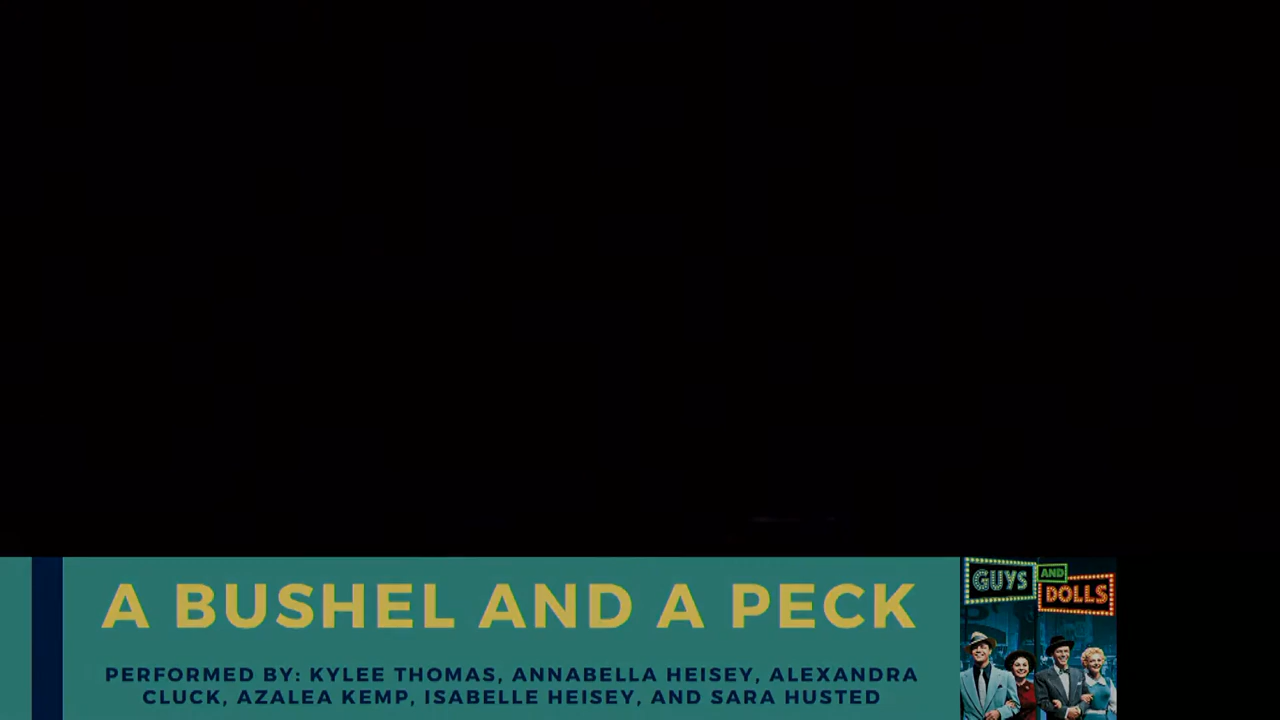 A BUSHEL AND A PECK
PERFORMED BY: KYLEE THOMAS, ANNABELLA HEISEY, ALEXANDRA
CLUCK, AZALEA KEMP, ISABELLE HEISEY, AND SARA HUSTED
GUYS
AND
DOLLS